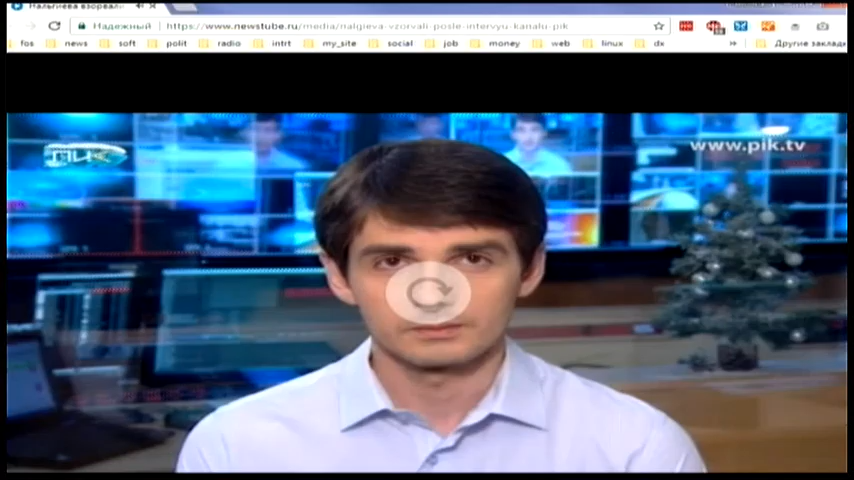 Нальгиева взорвали
Надежный https://www.newstube.ru/media/nalgieva-vzorvali-posle-intervyu-kanalu-pik
fos news soft polit radio intrt my_site social job money web linux dx » Другие заклад
ПИК www.pik.tv